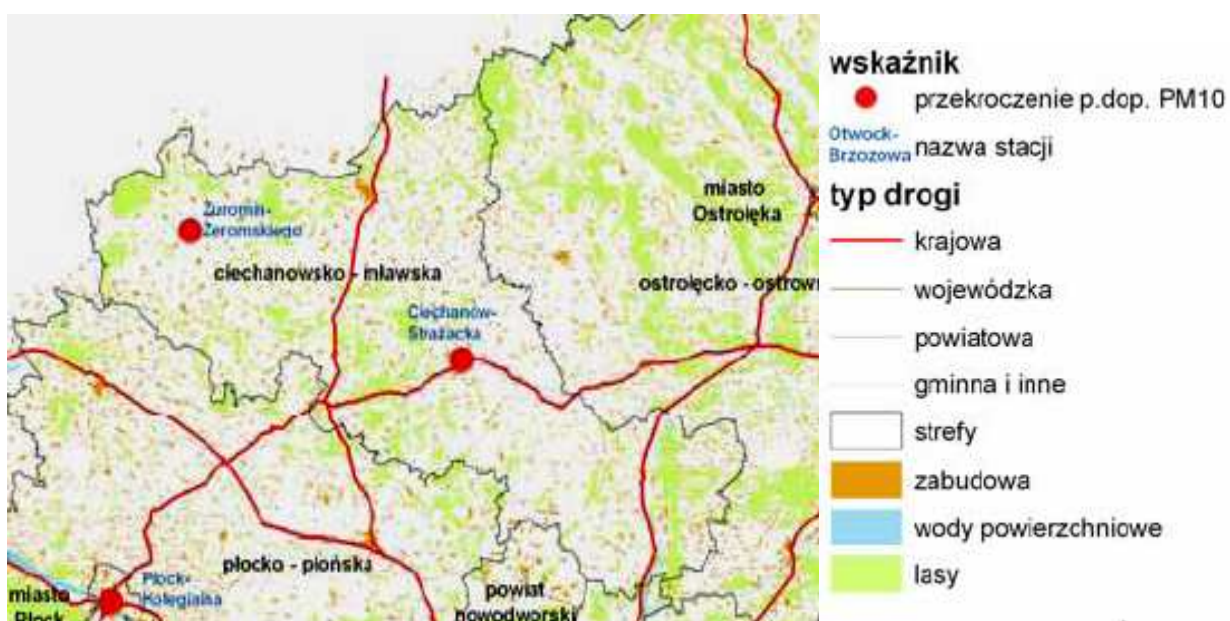 miasto
Ostrołęka
Żuromin-
Żeromskiego
ciechanowsko - mławska
ostrołęcko - ostrow
Ciechanów-
Strażacka
płocko - płońska
Płock-
Kolegialna
miasto
Płock
powiat
nowodworski
wskaźnik
przekroczenie p.dop. PM10
Otwock-
Brzozowa
nazwa stacji
typ drogi
krajowa
wojewódzka
powiatowa
gminna i inne
strefy
zabudowa
wody powierzchniowe
lasy